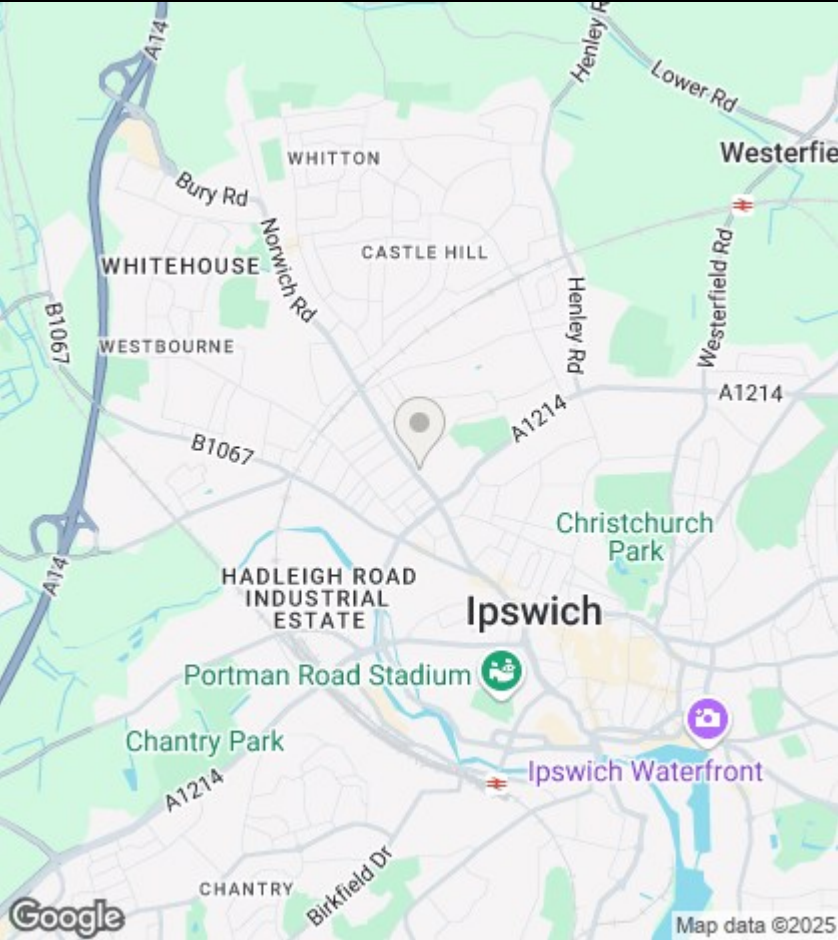 A14
Henley R
Lower Rd
WHITTON
Westerfie
Bury Rd
Norwich Rd
CASTLE HILL
WHITEHOUSE
Westerfield Rd
B1067
Henley Rd
WESTBOURNE
A1214
A1214
B1067
Christchurch
Park
A14
HADLEIGH ROAD
INDUSTRIAL
ESTATE
Ipswich
Portman Road Stadium
Chantry Park
Ipswich Waterfront
A1214
CHANTRY
Birkfield Dr
Google
Map data ©2025